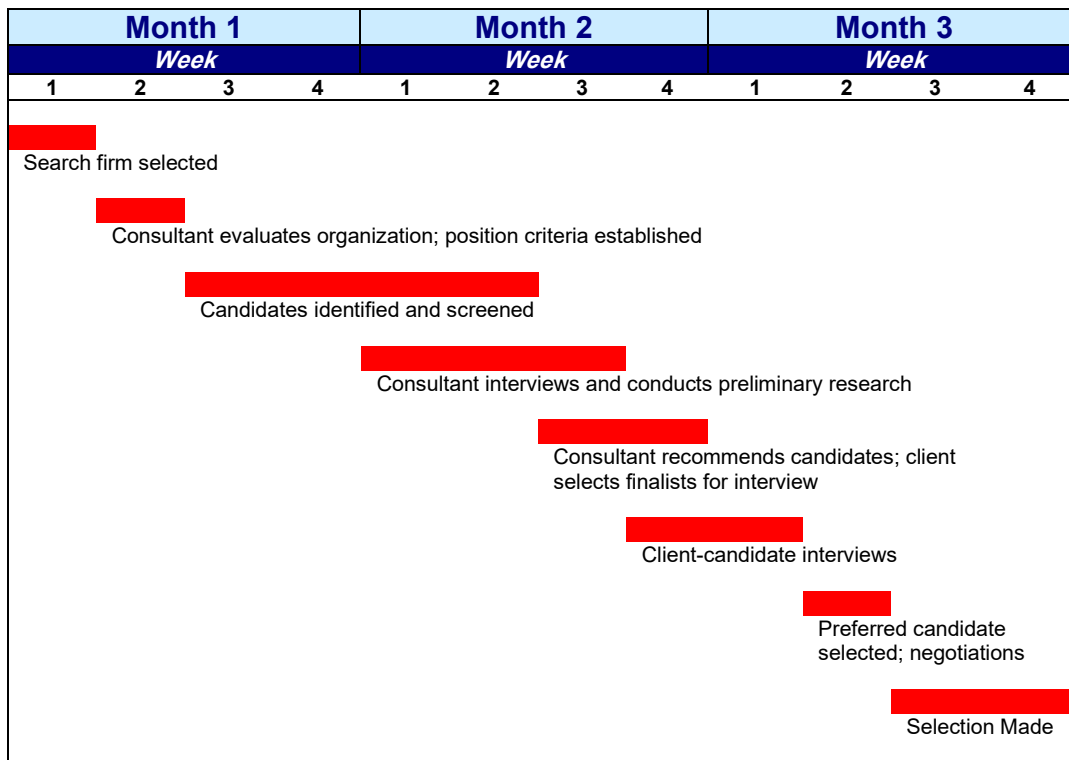 Month 1 Month 2 Month 3
Week Week Week
1 2 3 4 1 2 3 4 1 2 3 4
Search firm selected
Consultant evaluates organization; position criteria established
Candidates identified and screened
Consultant interviews and conducts preliminary research
Consultant recommends candidates; client
selects finalists for interview
Client-candidate interviews
Preferred candidate
selected; negotiations
Selection Made